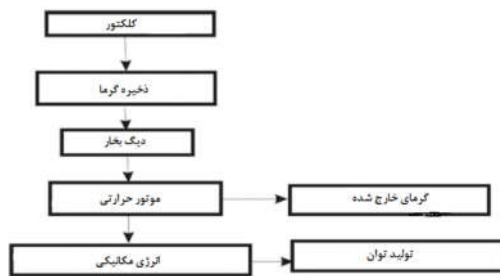 کلکتور
ذخیره گرما
دیگ بخار
موتور حرارتی
گرمای خارج شده
انرژی مکانیکی
تولید توان